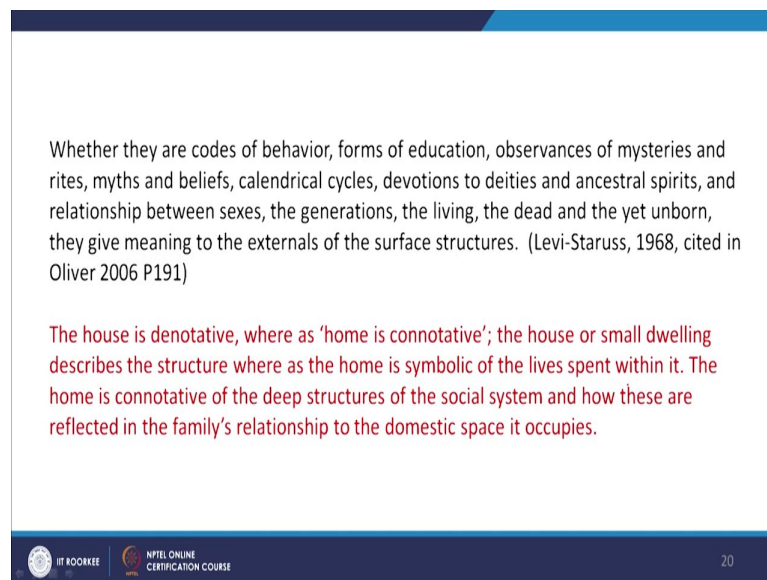 Whether they are codes of behavior, forms of education, observances of mysteries and
rites, myths and beliefs, calendrical cycles, devotions to deities and ancestral spirits, and
relationship between sexes, the generations, the living, the dead and the yet unborn,
they give meaning to the externals of the surface structures. (Levi-Staruss, 1968, cited in
Oliver 2006 P191)
The house is denotative, where as ‘home is connotative’; the house or small dwelling
describes the structure where as the home is symbolic of the lives spent within it. The
home is connotative of the deep structures of the social system and how these are
reflected in the family’s relationship to the domestic space it occupies.
IIT ROORKEE
NPTEL ONLINE
CERTIFICATION COURSE
20